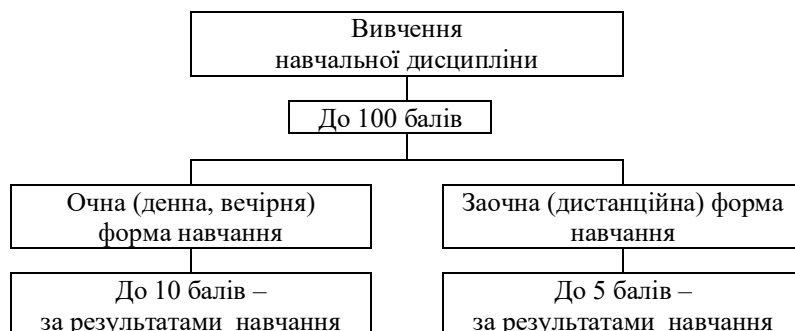 Вивчення
навчальної дисципліни
До 100 балів
Очна (денна, вечірня)
форма навчання
Заочна (дистанційна) форма
навчання
До 10 балів –
за результатами навчання
До 5 балів –
за результатами навчання